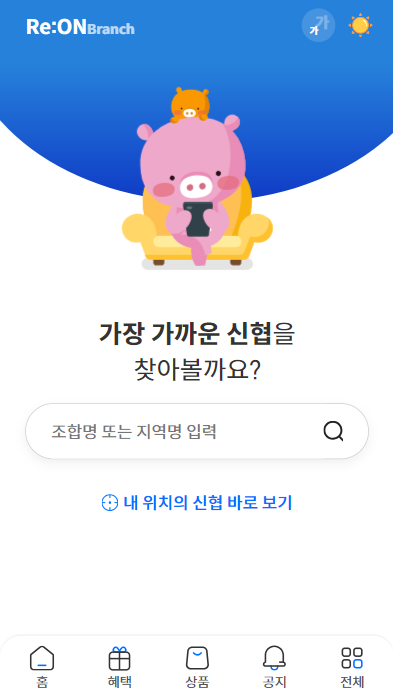 Re:ONBranch
가 가
가장 가까운 신협을
찾아볼까요?
조합명 또는 지역명 입력
내 위치의 신협 바로 보기
홈 혜택 상품 공지 전체